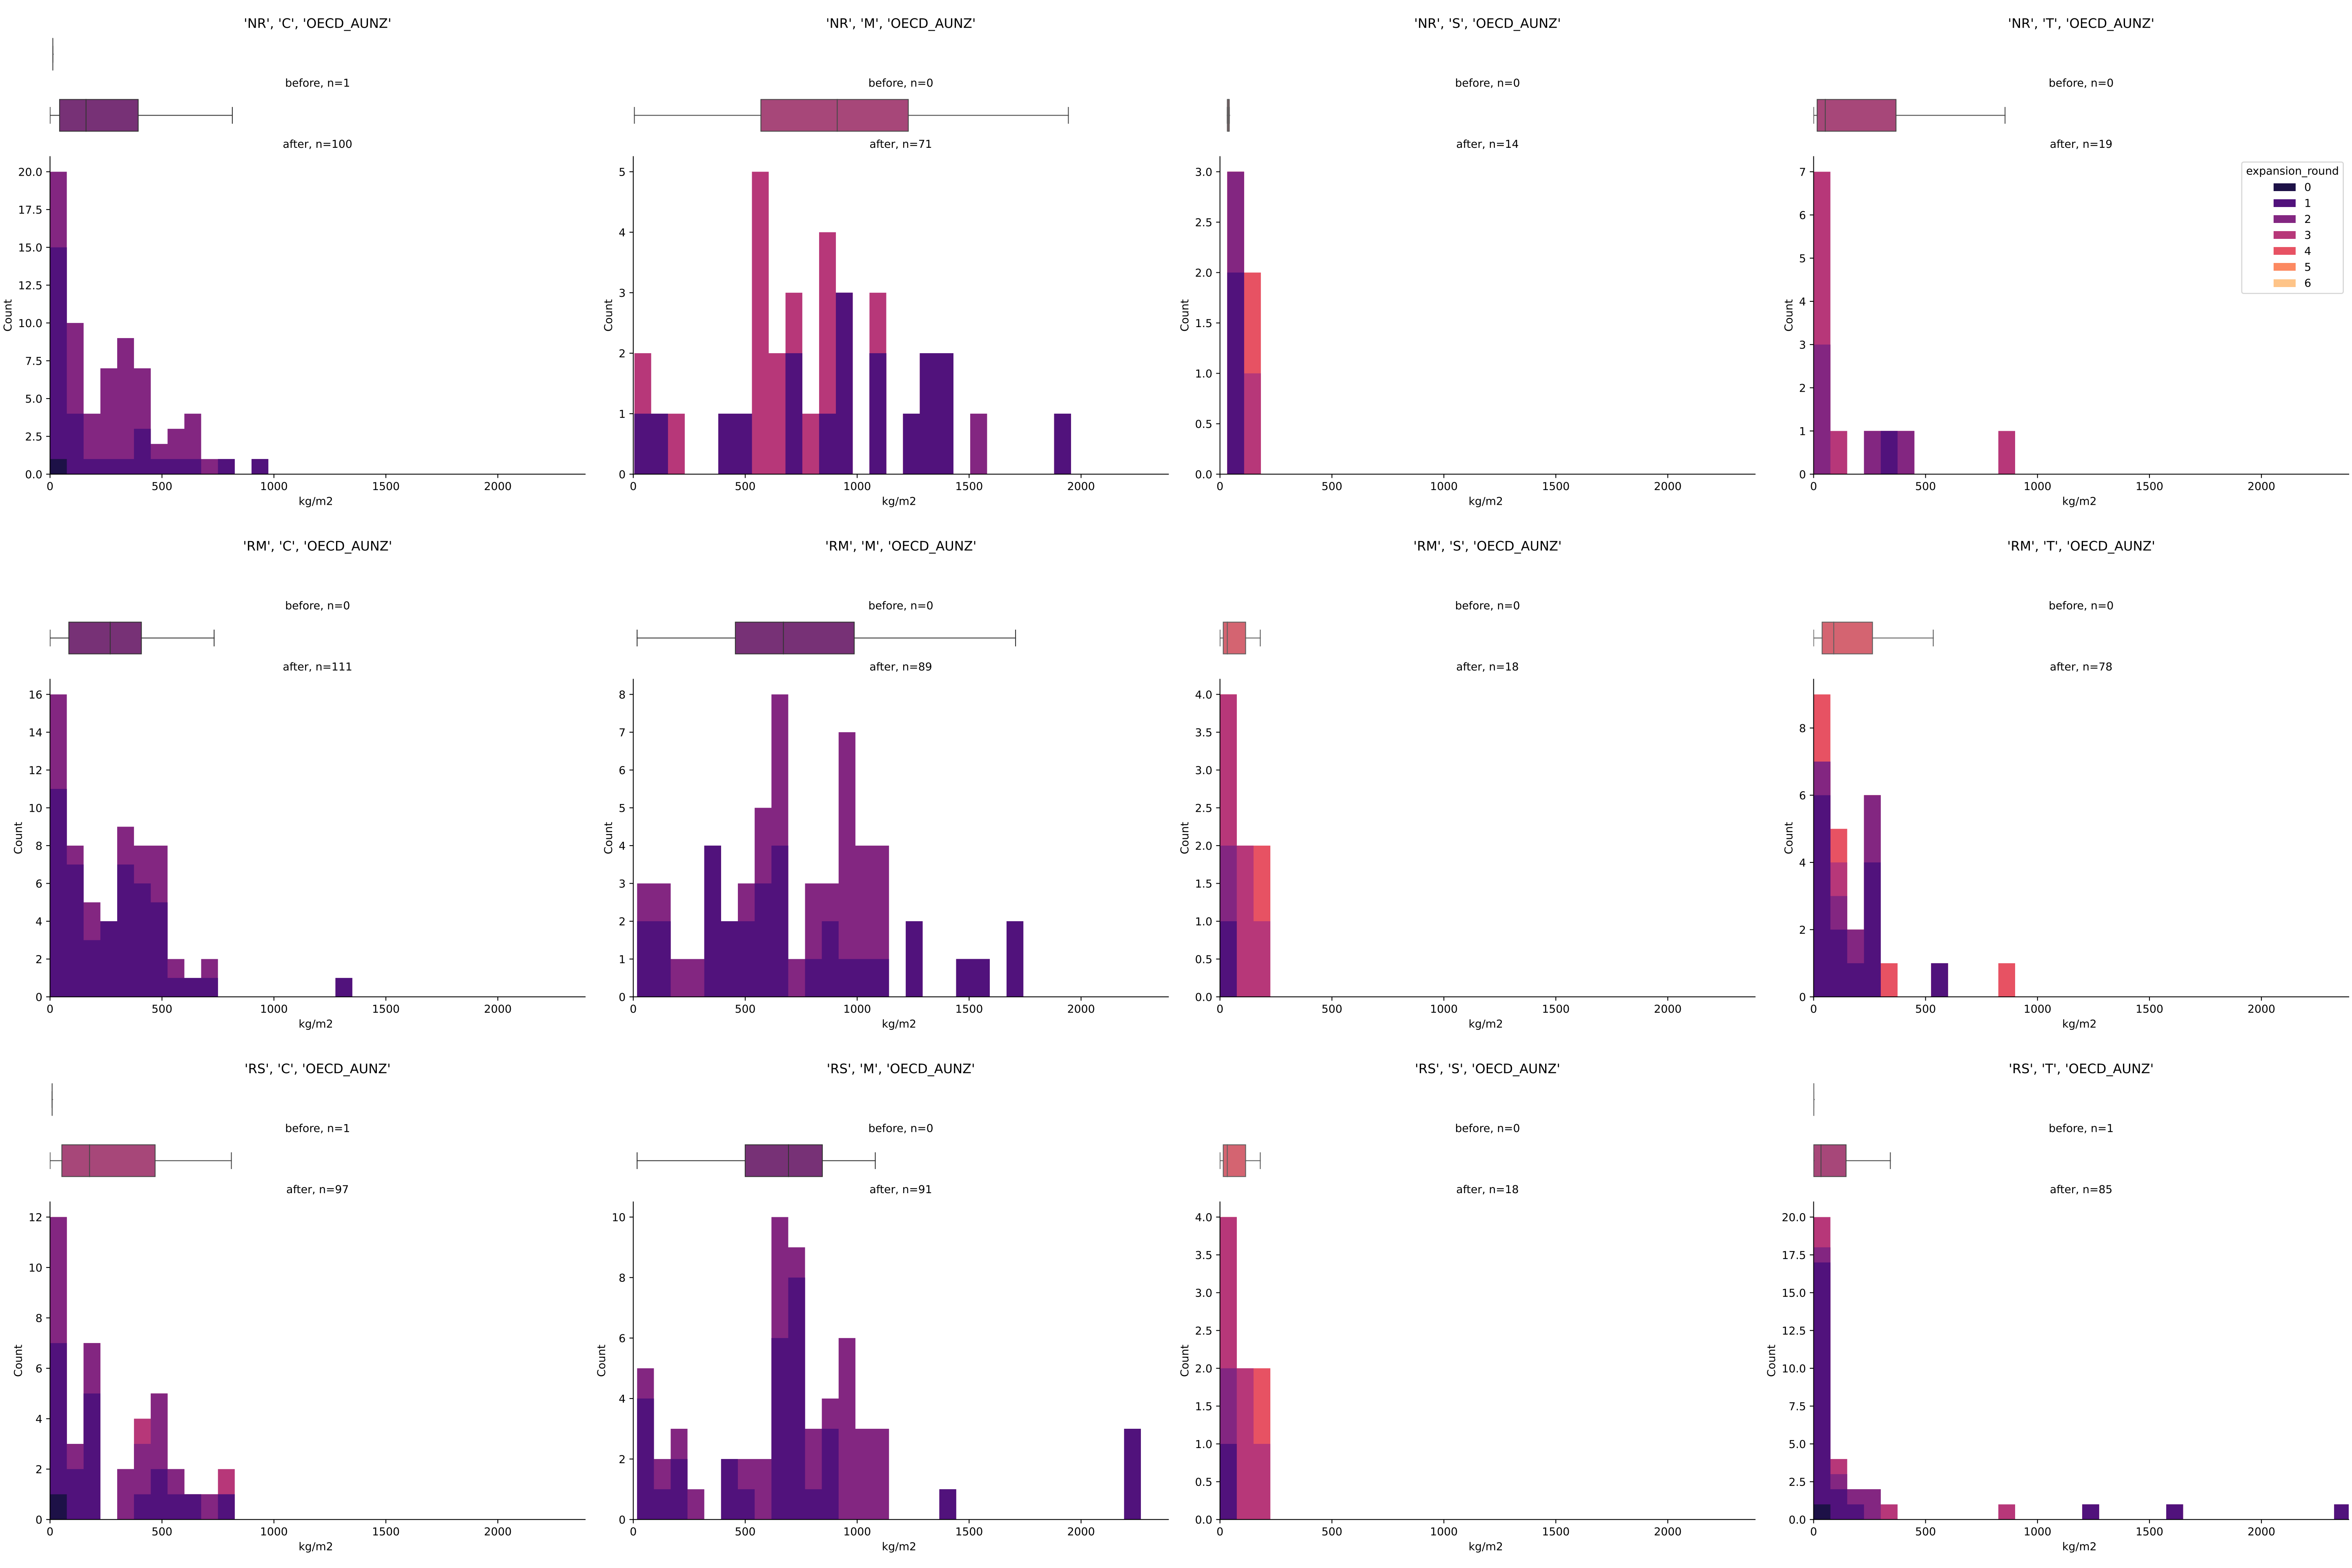 'NR', 'C', 'OECD_AUNZ'
before, n=1
after, n=100
20.0
17.5
15.0
12.5
10.0
7.5
5.0
2.5
0.0
Count
0 500 1000 1500 2000
kg/m2
'NR', 'M', 'OECD_AUNZ'
before, n=0
after, n=71
5
4
3
2
1
0
Count
0 500 1000 1500 2000
kg/m2
'NR', 'S', 'OECD_AUNZ'
before, n=0
after, n=14
3.0
2.5
2.0
1.5
1.0
0.5
0.0
Count
0 500 1000 1500 2000
kg/m2
'NR', 'T', 'OECD_AUNZ'
before, n=0
after, n=19
7
6
5
4
3
2
1
0
Count
0 500 1000 1500 2000
kg/m2
expansion_round
0
1
2
3
4
5
6
'RM', 'C', 'OECD_AUNZ'
before, n=0
after, n=111
16
14
12
10
8
6
4
2
0
Count
0 500 1000 1500 2000
kg/m2
'RM', 'M', 'OECD_AUNZ'
before, n=0
after, n=89
8
7
6
5
4
3
2
1
0
Count
0 500 1000 1500 2000
kg/m2
'RM', 'S', 'OECD_AUNZ'
before, n=0
after, n=18
4.0
3.5
3.0
2.5
2.0
1.5
1.0
0.5
0.0
Count
0 500 1000 1500 2000
kg/m2
'RM', 'T', 'OECD_AUNZ'
before, n=0
after, n=78
8
6
4
2
0
Count
0 500 1000 1500 2000
kg/m2
'RS', 'C', 'OECD_AUNZ'
before, n=1
after, n=97
12
10
8
6
4
2
0
Count
0 500 1000 1500 2000
kg/m2
'RS', 'M', 'OECD_AUNZ'
before, n=0
after, n=91
10
8
6
4
2
0
Count
0 500 1000 1500 2000
kg/m2
'RS', 'S', 'OECD_AUNZ'
before, n=0
after, n=18
4.0
3.5
3.0
2.5
2.0
1.5
1.0
0.5
0.0
Count
0 500 1000 1500 2000
kg/m2
'RS', 'T', 'OECD_AUNZ'
before, n=1
after, n=85
20.0
17.5
15.0
12.5
10.0
7.5
5.0
2.5
0.0
Count
0 500 1000 1500 2000
kg/m2